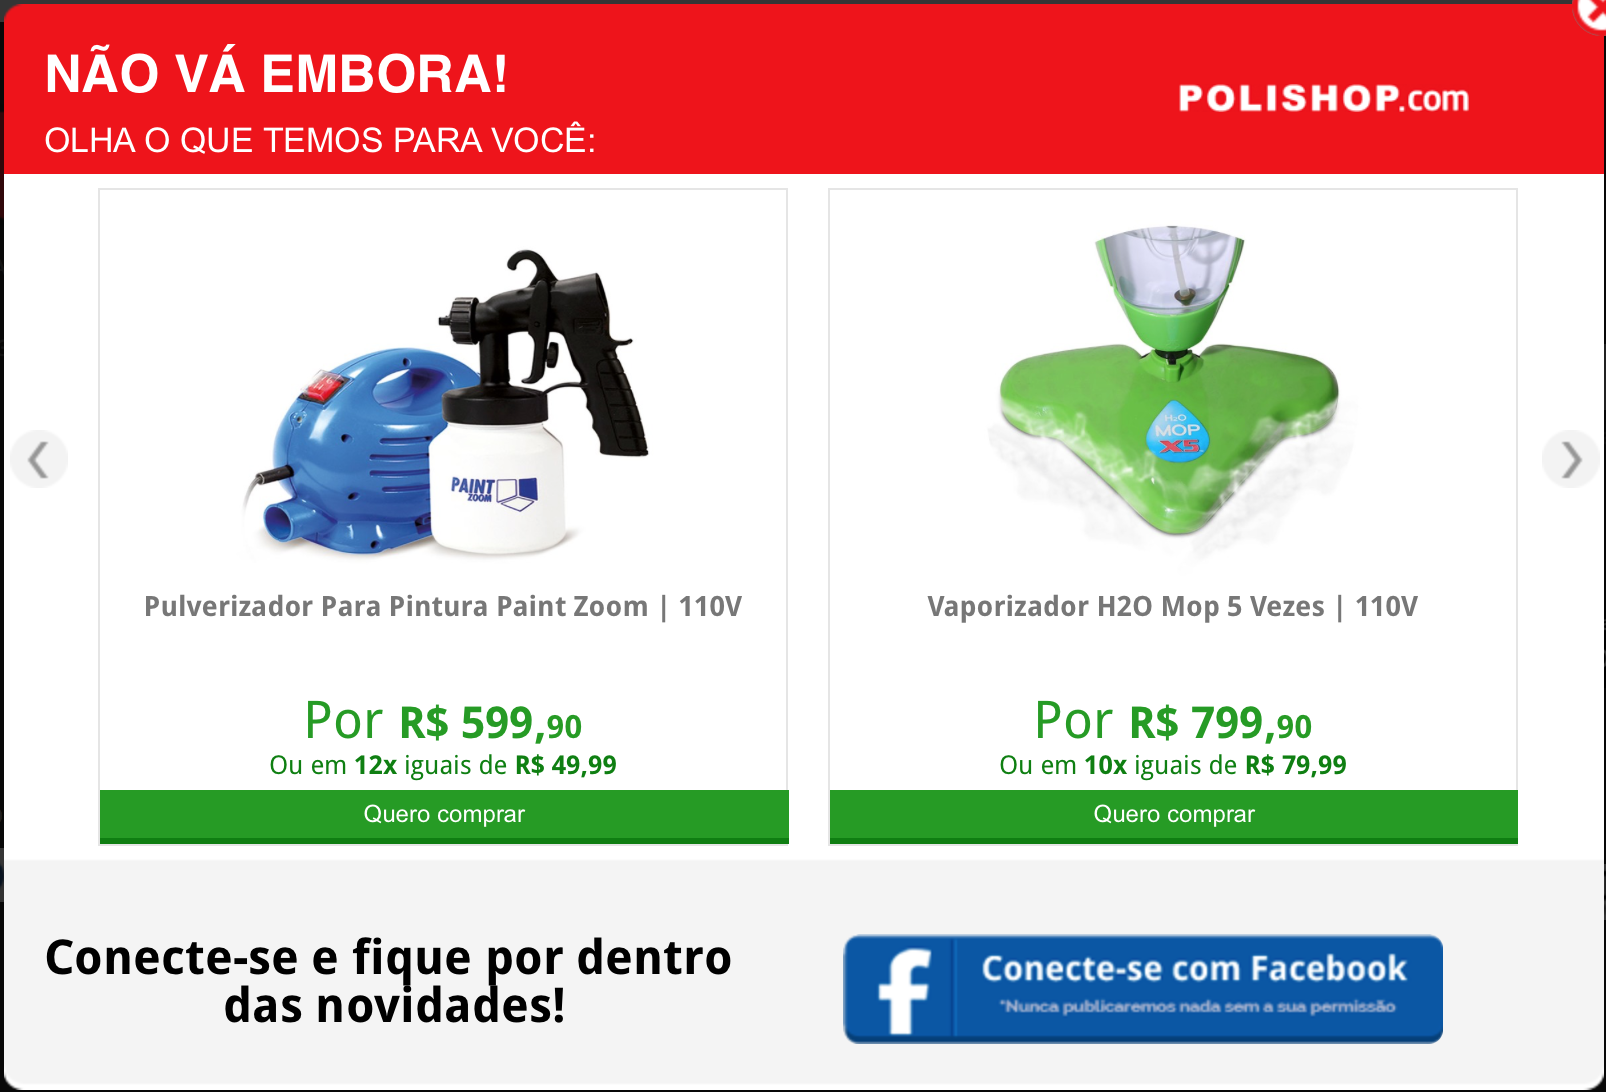 NÃO VÁ EMBORA!
OLHA O QUE TEMOS PARA VOCÊ:
POLISHOP.com
PAINT
ZOOM
H2O
MOP
X5
Pulverizador Para Pintura Paint Zoom | 110V
Vaporizador H2O Mop 5 Vezes | 110V
Por R$ 599,90
Ou em 12x iguais de R$ 49,99
Quero comprar
Por R$ 799,90
Ou em 10x iguais de R$ 79,99
Quero comprar
Conecte-se e fique por dentro
das novidades!
Conecte-se com Facebook
*Nunca publicaremos nada sem a sua permissão